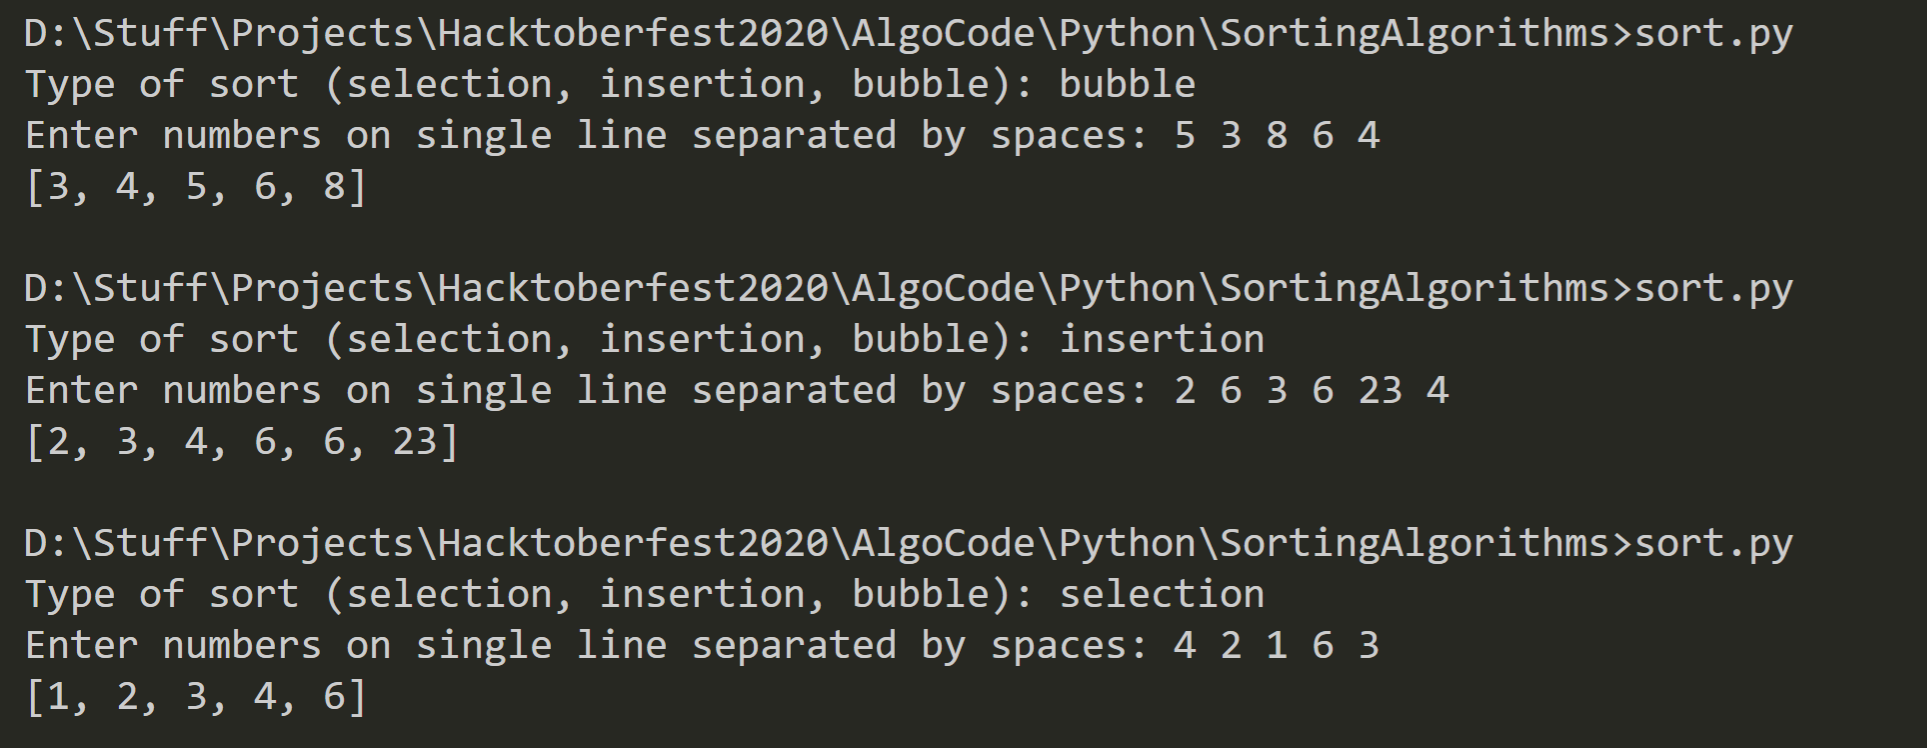 D:\Stuff\Projects\Hacktoberfest2020\AlgoCode\Python\SortingAlgorithms>sort.py
Type of sort (selection, insertion, bubble): bubble
Enter numbers on single line separated by spaces: 5 3 8 6 4
[3, 4, 5, 6, 8]
D:\Stuff\Projects\Hacktoberfest2020\AlgoCode\Python\SortingAlgorithms>sort.py
Type of sort (selection, insertion, bubble): insertion
Enter numbers on single line separated by spaces: 2 6 3 6 23 4
[2, 3, 4, 6, 6, 23]
D:\Stuff\Projects\Hacktoberfest2020\AlgoCode\Python\SortingAlgorithms>sort.py
Type of sort (selection, insertion, bubble): selection
Enter numbers on single line separated by spaces: 4 2 1 6 3
[1, 2, 3, 4, 6]